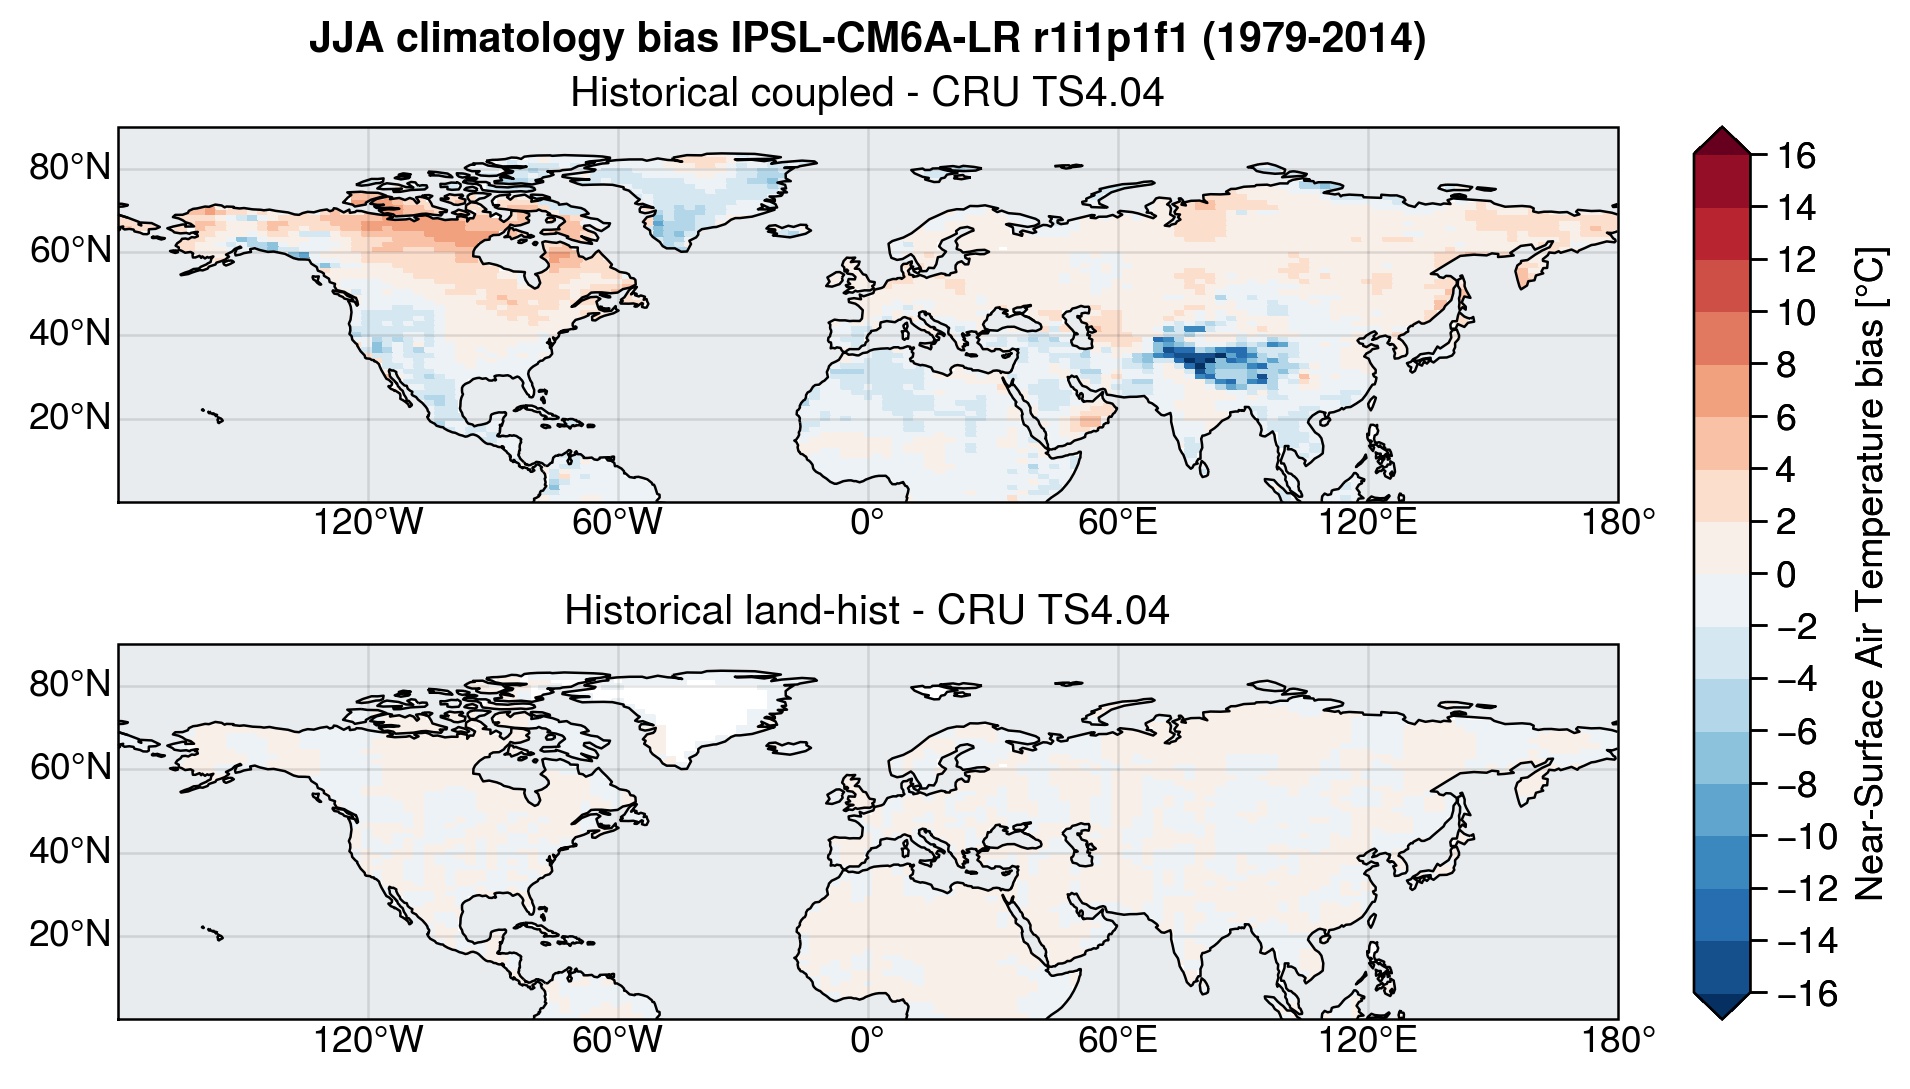 JJA climatology bias IPSL-CM6A-LR r1i1p1f1 (1979-2014)
Historical coupled - CRU TS4.04
80°N
60°N
40°N
20°N
120°W 60°W 0° 60°E 120°E 180°
Historical land-hist - CRU TS4.04
80°N
60°N
40°N
20°N
120°W 60°W 0° 60°E 120°E 180°
16
14
12
10
8
6
4
2
0
−2
−4
−6
−8
−10
−12
−14
−16
Near-Surface Air Temperature bias [°C]